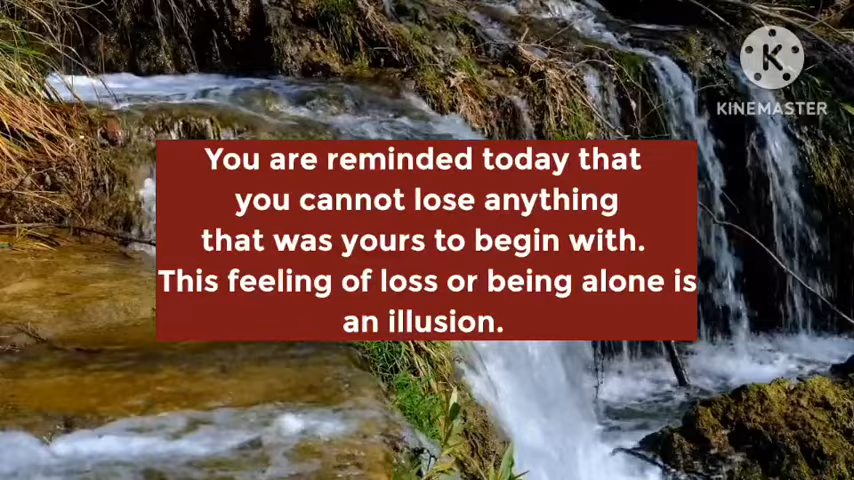 K
KINEMASTER
You are reminded today that
you cannot lose anything
that was yours to begin with.
This feeling of loss or being alone is
an illusion.